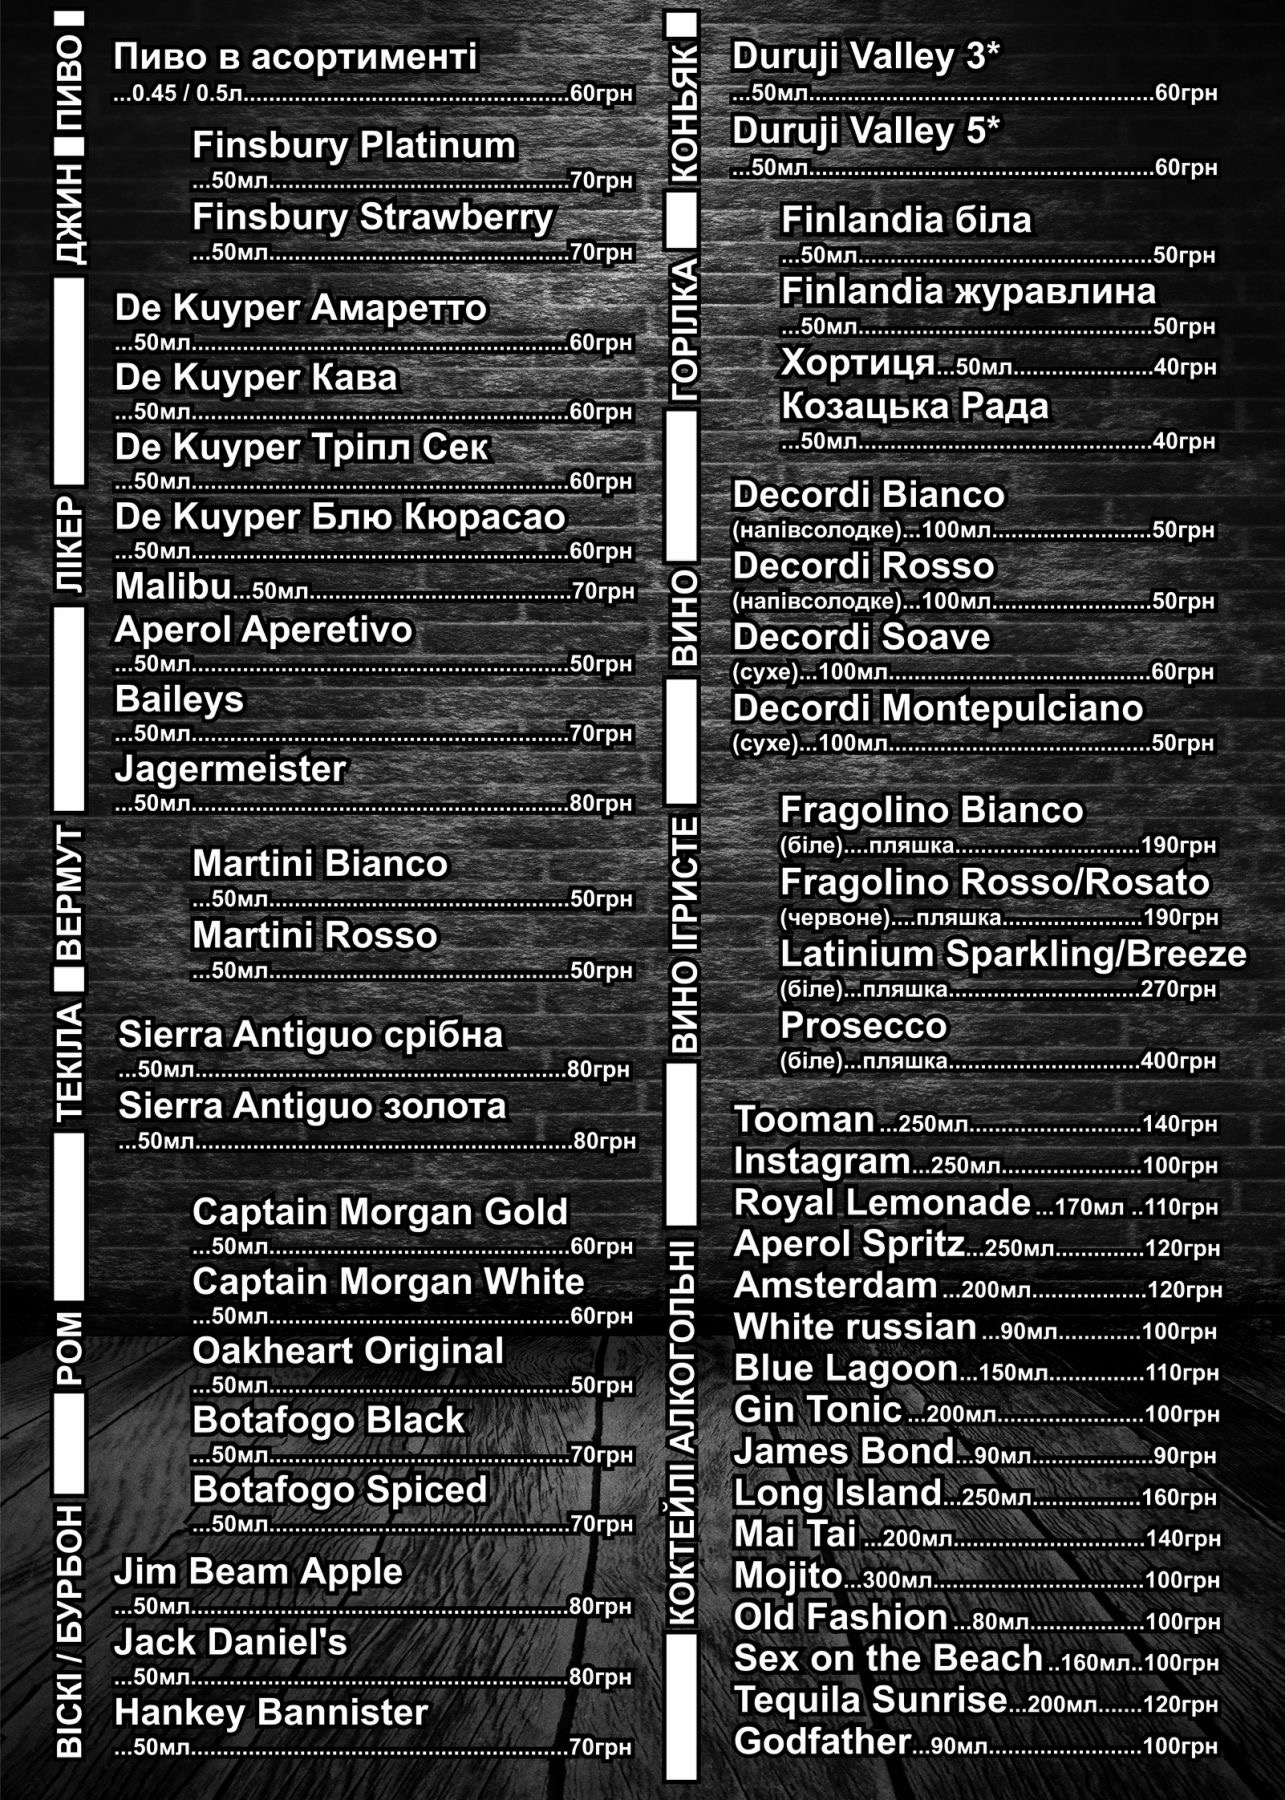 ПИВО
Пиво в асортименті
...0.45 / 0.5л....60грн
ДЖИН
Finsbury Platinum
...50мл....70грн
Finsbury Strawberry
...50мл....70грн
ЛІКЕР
De Kuyper Амаретто
...50мл....60грн
De Kuyper Кава
...50мл....60грн
De Kuyper Тріпл Сек
...50мл....60грн
De Kuyper Блю Кюрасао
...50мл....60грн
Malibu...50мл....70грн
Aperol Aperetivo
...50мл....50грн
Baileys
...50мл....70грн
Jagermeister
...50мл....80грн
ВЕРМУТ
Martini Bianco
...50мл....50грн
Martini Rosso
...50мл....50грн
ТЕКІЛА
Sierra Antiguo срібна
...50мл....80грн
Sierra Antiguo золота
...50мл....80грн
РОМ
Captain Morgan Gold
...50мл....60грн
Captain Morgan White
...50мл....60грн
Oakheart Original
...50мл....50грн
Botafogo Black
...50мл....70грн
Botafogo Spiced
...50мл....70грн
ВІСКІ / БУРБОН
Jim Beam Apple
...50мл....80грн
Jack Daniel's
...50мл....80грн
Hankey Bannister
...50мл....70грн
КОНЬЯК
Duruji Valley 3*
...50мл....60грн
Duruji Valley 5*
...50мл....60грн
ГОРІЛКА
Finlandia біла
...50мл....50грн
Finlandia журавлина
...50мл....50грн
Хортиця...50мл....40грн
Козацька Рада
...50мл....40грн
ВИНО
Decordi Bianco
(напівсолодке)...100мл....50грн
Decordi Rosso
(напівсолодке)...100мл....50грн
Decordi Soave
(сухе)...100мл....60грн
Decordi Montepulciano
(сухе)...100мл....50грн
ВИНО ІГРИСТЕ
Fragolino Bianco
(біле)....пляшка....190грн
Fragolino Rosso/Rosato
(червоне)....пляшка....190грн
Latinium Sparkling/Breeze
(біле)...пляшка....270грн
Prosecco
(біле)...пляшка....400грн
КОКТЕЙЛІ АЛКОГОЛЬНІ
Tooman ...250мл....140грн
Instagram...250мл....100грн
Royal Lemonade ...170мл ..110грн
Aperol Spritz...250мл....120грн
Amsterdam ...200мл....120грн
White russian ...90мл....100грн
Blue Lagoon...150мл....110грн
Gin Tonic ...200мл....100грн
James Bond...90мл....90грн
Long Island...250мл....160грн
Mai Tai ...200мл....140грн
Mojito...300мл....100грн
Old Fashion ...80мл....100грн
Sex on the Beach ..160мл..100грн
Tequila Sunrise...200мл....120грн
Godfather...90мл....100грн